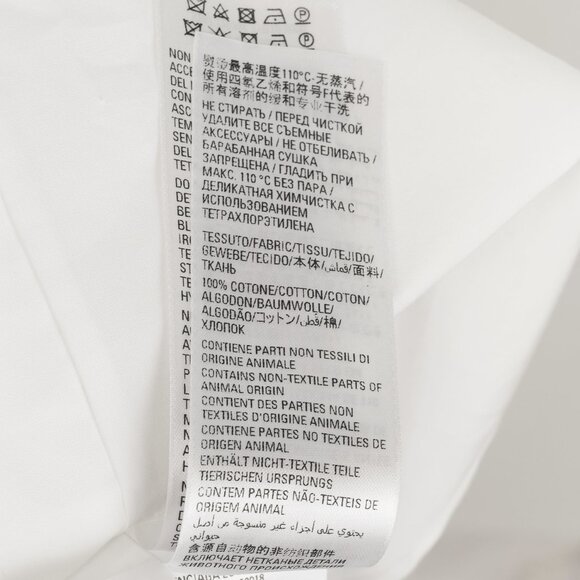 熨烫最高温度110°C-无蒸汽/
使用四氯乙烯和符号F代表的
所有溶剂的缓和专业干洗
НЕ СТИРАТЬ / ПЕРЕД ЧИСТКОЙ
УДАЛИТЕ ВСЕ СЪЕМНЫЕ
АКСЕССУАРЫ / НЕ ОТБЕЛИВАТЬ /
БАРАБАННАЯ СУШКА
ЗАПРЕЩЕНА / ГЛАДИТЬ ПРИ
МАКС. 110 °C БЕЗ ПАРА /
ДЕЛИКАТНАЯ ХИМЧИСТКА С
ИСПОЛЬЗОВАНИЕМ
ТЕТРАХЛОРЭТИЛЕНА
TESSUTO/FABRIC/TISSU/TEJIDO/
GEWEBE/TECIDO/本体/قماش/面料/
ТКАНЬ
100% COTONE/COTTON/COTON/
ALGODON/BAUMWOLLE/
ALGODÃO/コットン/قطن/棉/
ХЛОПОК
CONTIENE PARTI NON TESSILI DI
ORIGINE ANIMALE
CONTAINS NON-TEXTILE PARTS OF
ANIMAL ORIGIN
CONTIENT DES PARTIES NON
TEXTILES D'ORIGINE ANIMALE
CONTIENE PARTES NO TEXTILES DE
ORIGEN ANIMAL
ENTHÄLT NICHT-TEXTILE TEILE
TIERISCHEN URSPRUNGS
CONTEM PARTES NÃO-TEXTEIS DE
ORIGEM ANIMAL
يحتوي على أجزاء غير منسوجة من أصل
حيواني
含源自动物的非纺织部件
ВКЛЮЧАЕТ НЕТКАНЫЕ ДЕТАЛИ
ЖИВОТНОГО ПРОИСХОЖДЕНИЯ